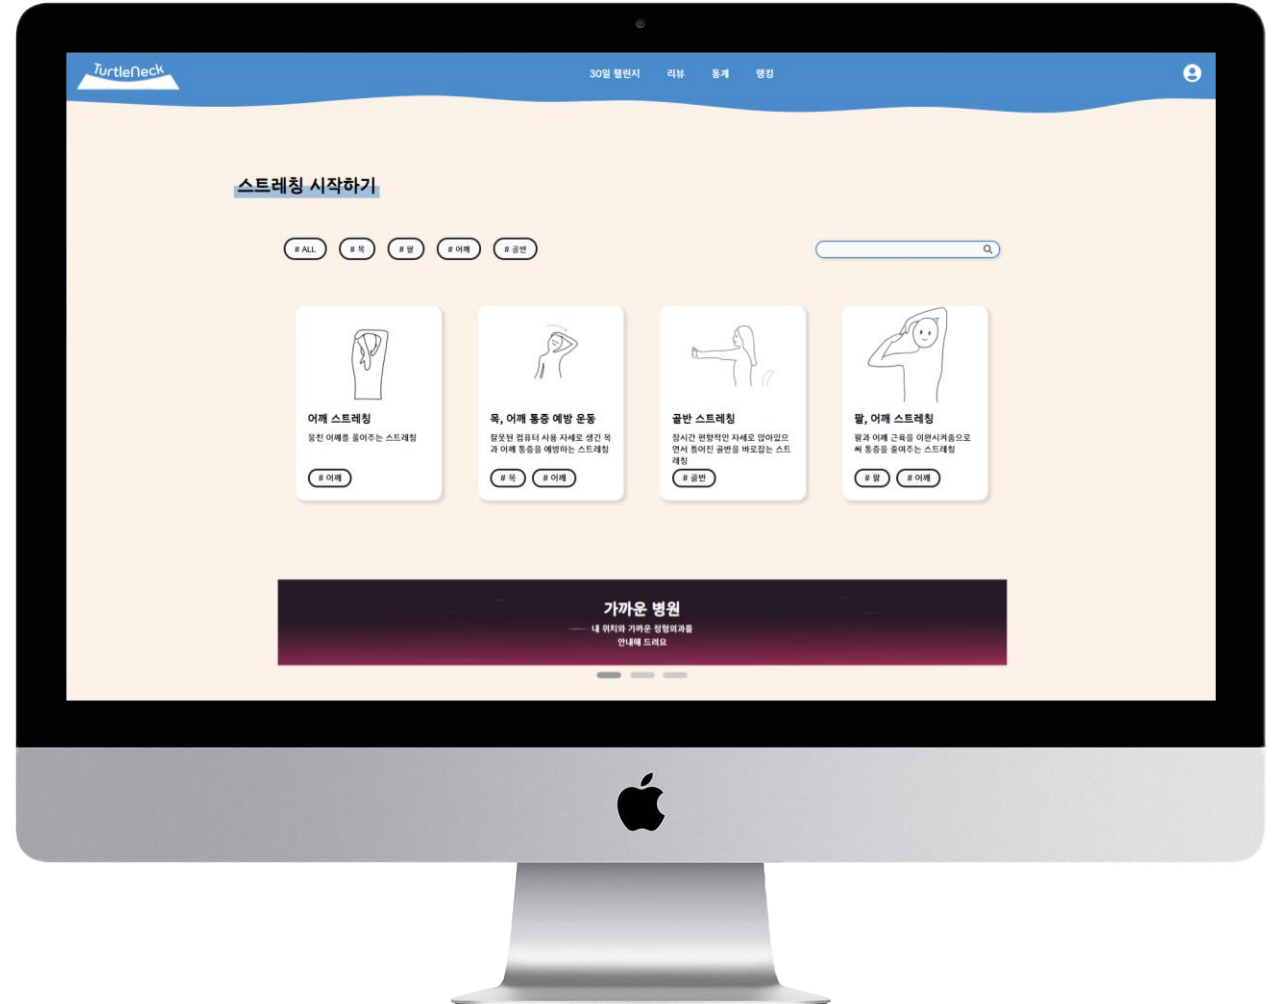 TurtleNeck
30일 챌린지 리뷰 통계 랭킹
스트레칭 시작하기
# ALL # 목 # 팔 # 어깨 # 골반
어깨 스트레칭
뭉친 어깨를 풀어주는 스트레칭
# 어깨
목, 어깨 통증 예방 운동
잘못된 컴퓨터 사용 자세로 생긴 목
과 어깨 통증을 예방하는 스트레칭
# 목 # 어깨
골반 스트레칭
장시간 편향적인 자세로 앉아있으
면서 틀어진 골반을 바로잡는 스트
레칭
# 골반
팔, 어깨 스트레칭
팔과 어깨 근육을 이완시켜줌으로
써 통증을 줄여주는 스트레칭
# 팔 # 어깨
가까운 병원
내 위치와 가까운 정형외과를
안내해 드려요